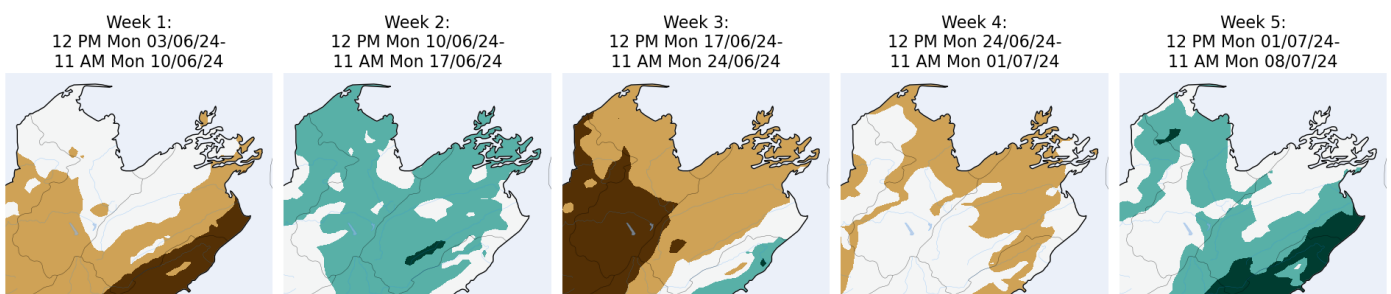 Week 1:
12 PM Mon 03/06/24-
11 AM Mon 10/06/24
Week 2:
12 PM Mon 10/06/24-
11 AM Mon 17/06/24
Week 3:
12 PM Mon 17/06/24-
11 AM Mon 24/06/24
Week 4:
12 PM Mon 24/06/24-
11 AM Mon 01/07/24
Week 5:
12 PM Mon 01/07/24-
11 AM Mon 08/07/24